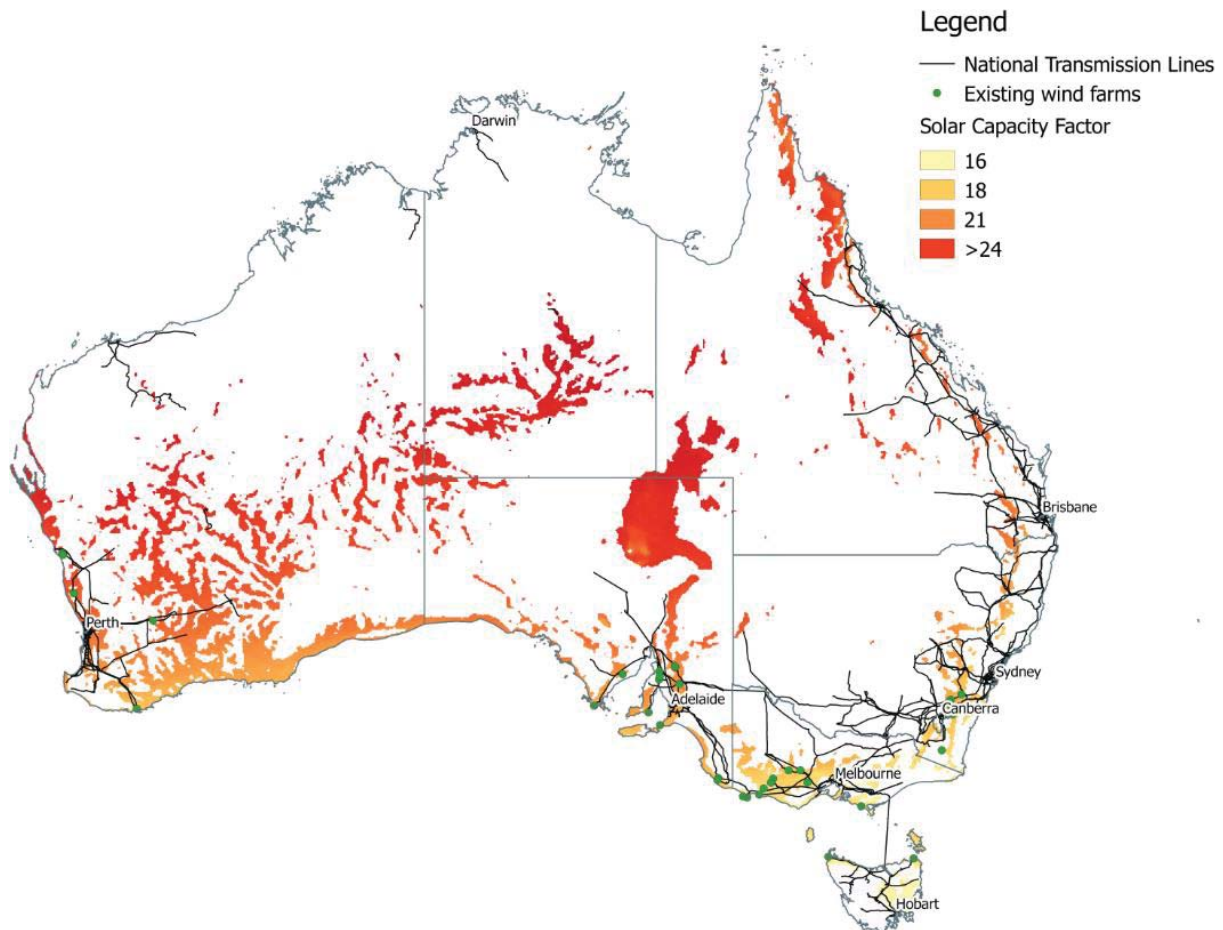 Legend
National Transmission Lines
Existing wind farms
Solar Capacity Factor
16
18
21
>24
Darwin
Brisbane
Perth
Sydney
Adelaide
Canberra
Melbourne
Hobart